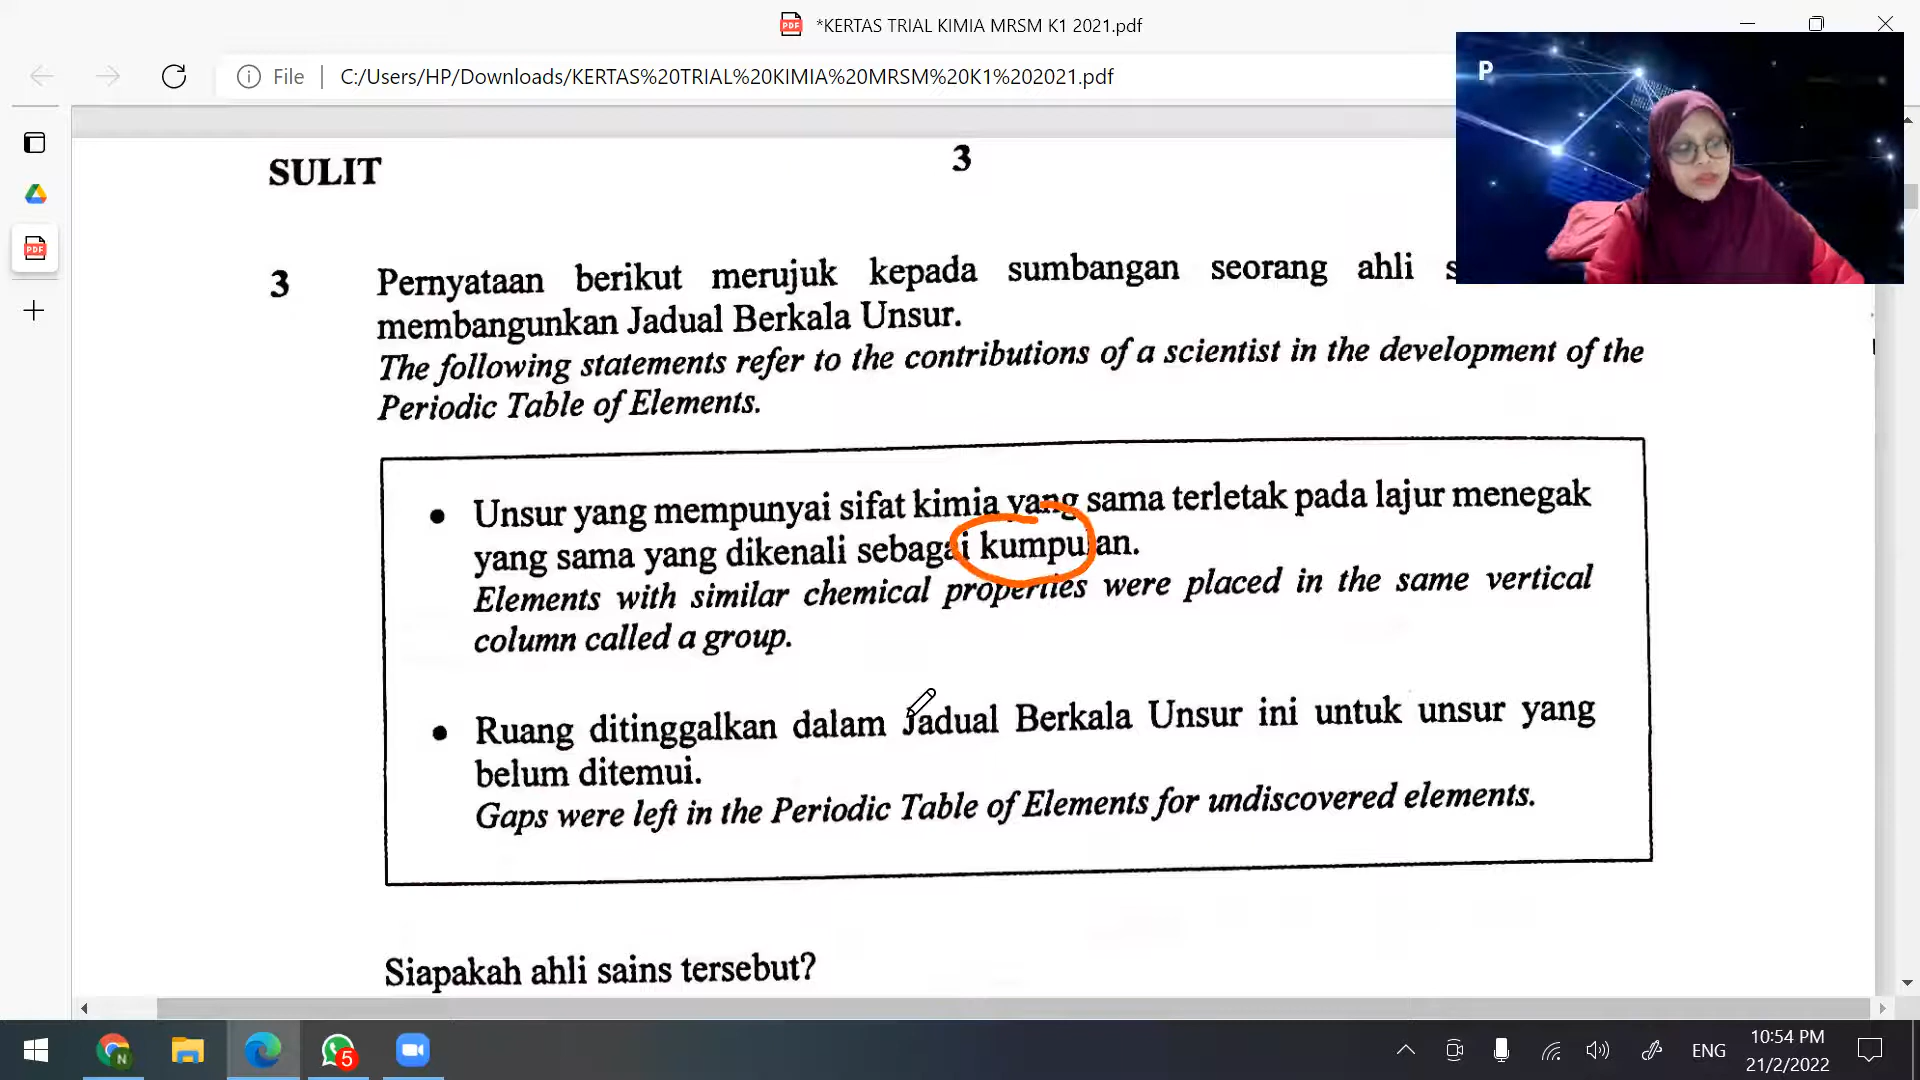 *KERTAS TRIAL KIMIA MRSM K1 2021.pdf
File | C:/Users/HP/Downloads/KERTAS%20TRIAL%20KIMIA%20MRSM%20K1%202021.pdf
P
SULIT
3
3 Pernyataan berikut merujuk kepada sumbangan seorang ahli s
membangunkan Jadual Berkala Unsur.
The following statements refer to the contributions of a scientist in the development of the
Periodic Table of Elements.
• Unsur yang mempunyai sifat kimia yang sama terletak pada lajur menegak
yang sama yang dikenali sebagai kumpulan.
Elements with similar chemical properties were placed in the same vertical
column called a group.
• Ruang ditinggalkan dalam Jadual Berkala Unsur ini untuk unsur yang
belum ditemui.
Gaps were left in the Periodic Table of Elements for undiscovered elements.
Siapakah ahli sains tersebut?
N
5
ENG
10:54 PM
21/2/2022